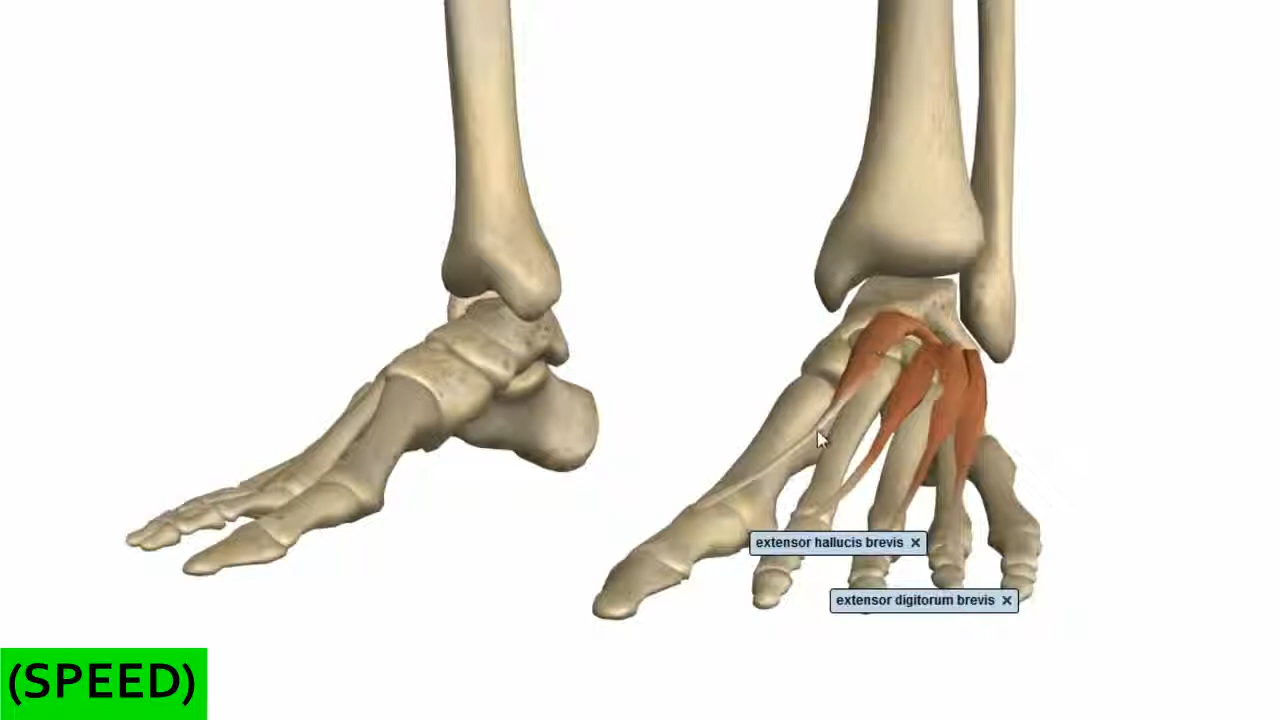 extensor hallucis brevis ×
extensor digitorum brevis ×
(SPEED)